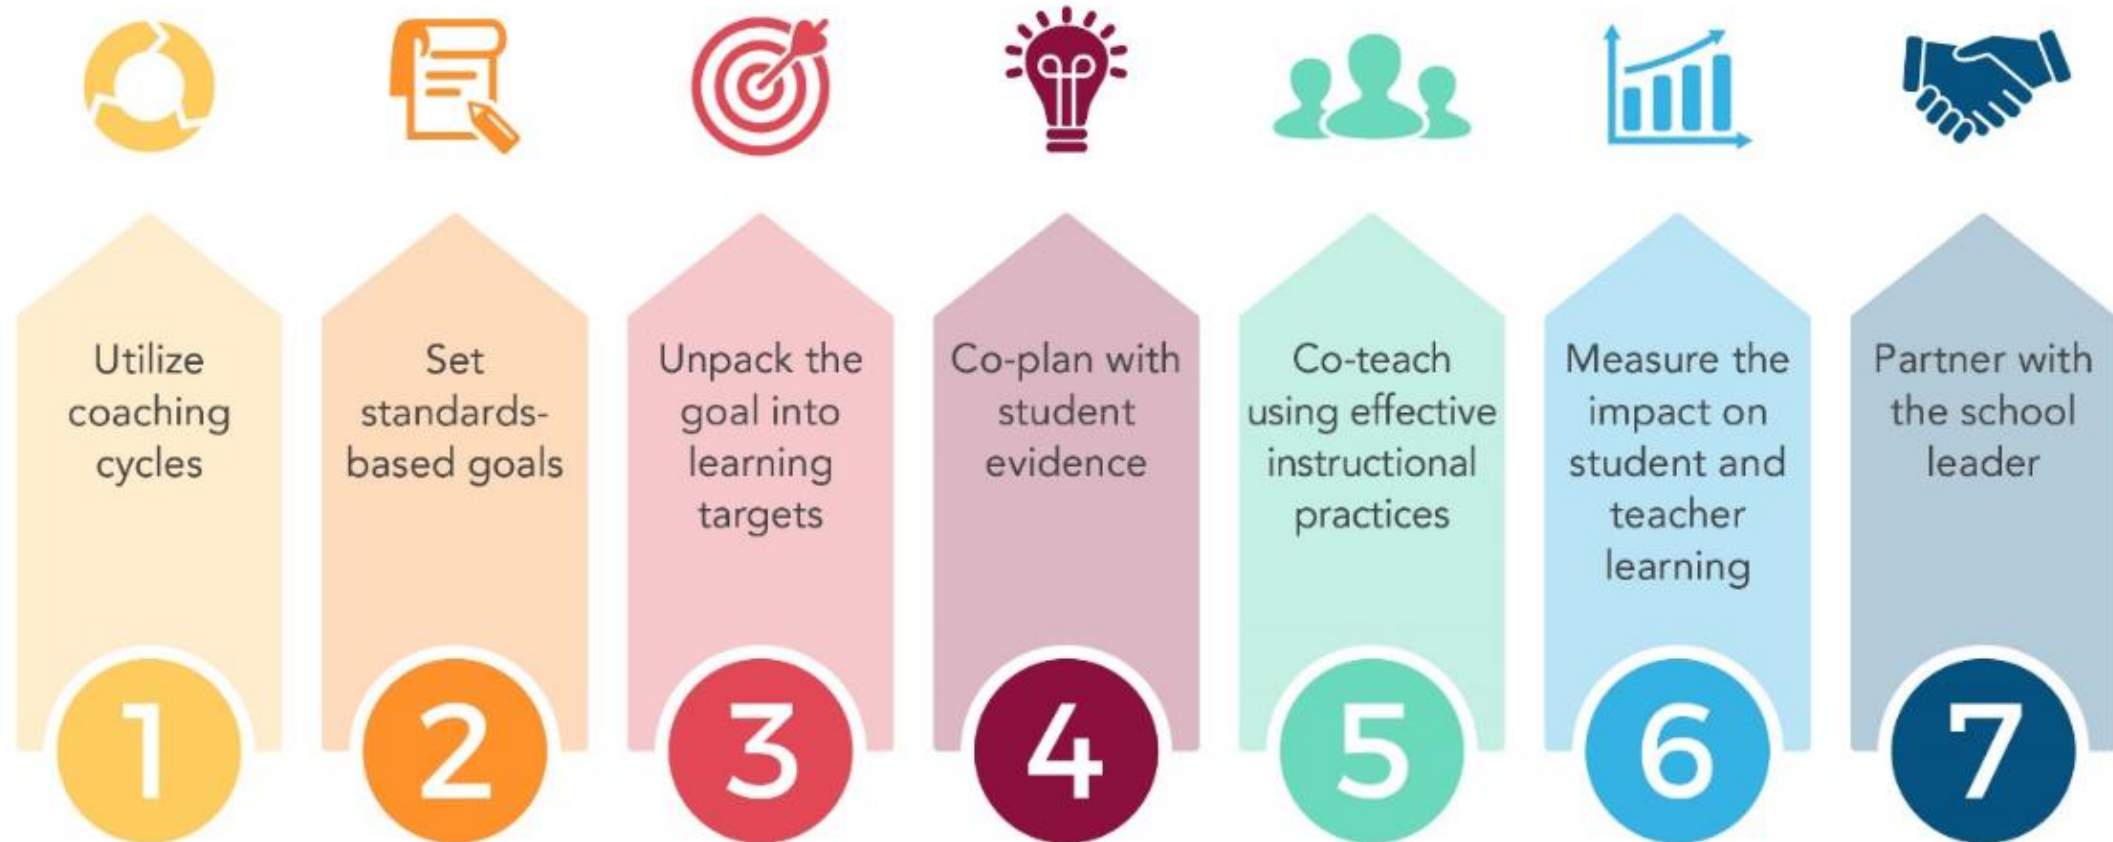 Utilize
coaching
cycles
1
Set
standards-
based goals
2
Unpack the
goal into
learning
targets
3
Co-plan with
student
evidence
4
Co-teach
using effective
instructional
practices
5
Measure the
impact on
student and
teacher
learning
6
Partner with
the school
leader
7